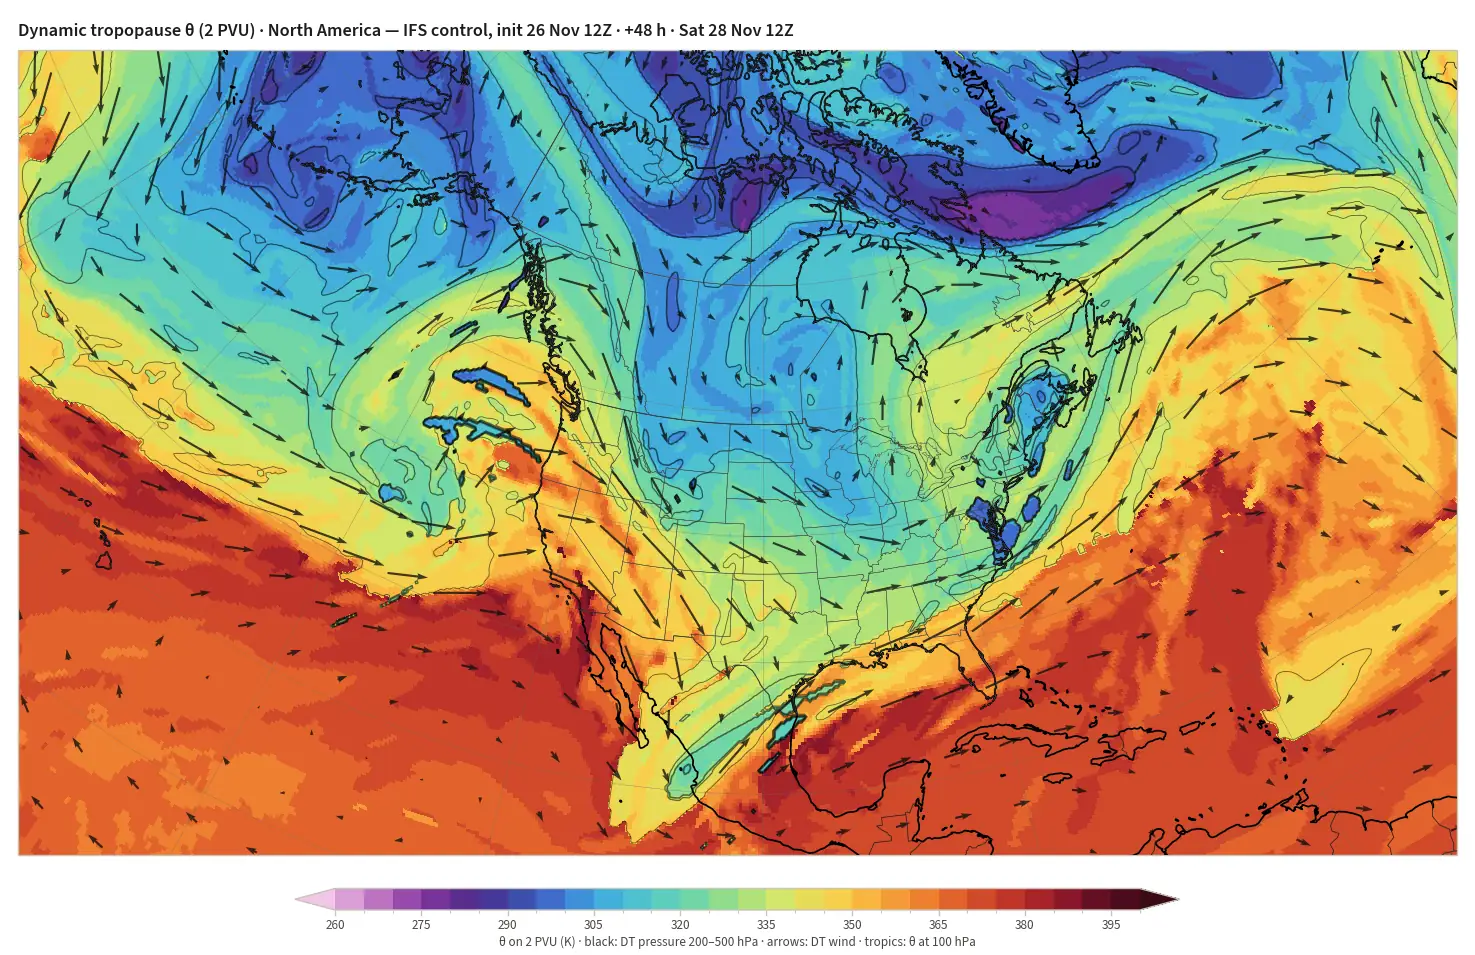 Dynamic tropopause θ (2 PVU) · North America — IFS control, init 26 Nov 12Z · +48 h · Sat 28 Nov 12Z
260 275 290 305 320 335 350 365 380 395
θ on 2 PVU (K) · black: DT pressure 200–500 hPa · arrows: DT wind · tropics: θ at 100 hPa